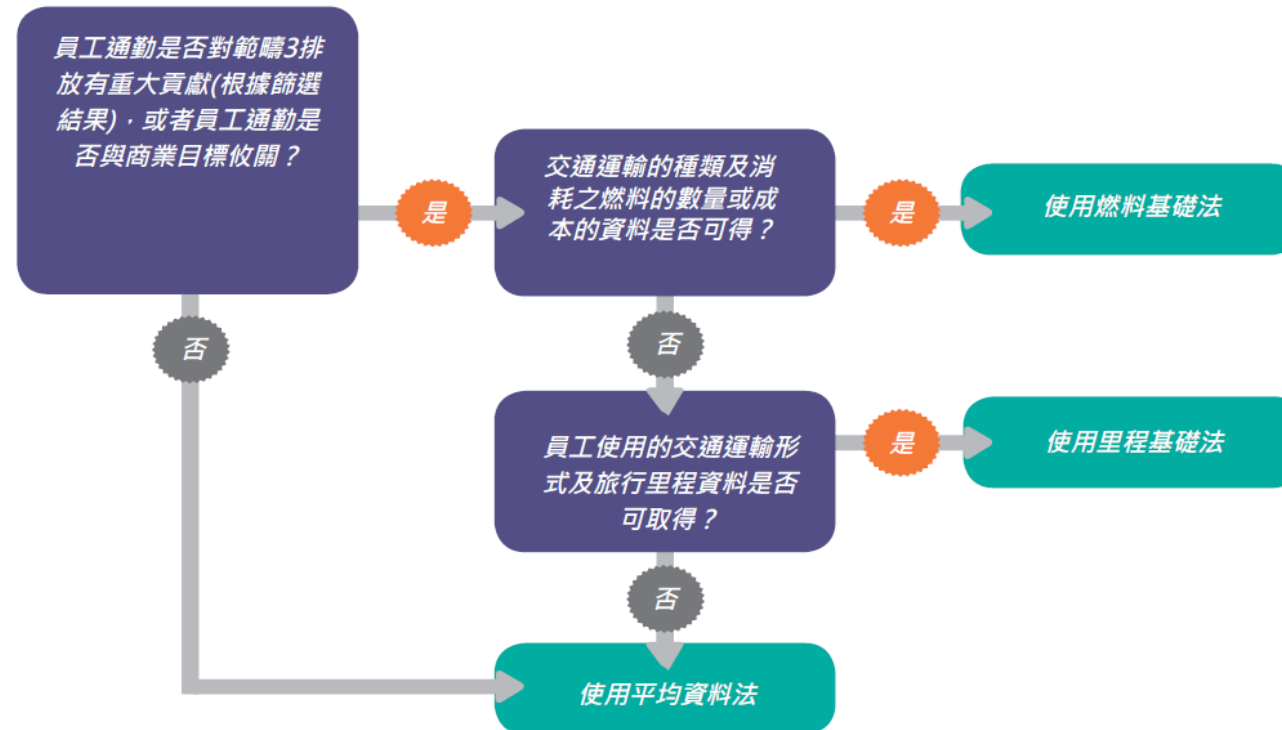 員工通勤是否對範疇3排
放有重大貢獻(根據篩選
結果)，或者員工通勤是
否與商業目標攸關？
是
交通運輸的種類及消
耗之燃料的數量或成
本的資料是否可得？
是
使用燃料基礎法
否
否
員工使用的交通運輸形
式及旅行里程資料是否
可取得？
是
使用里程基礎法
否
使用平均資料法